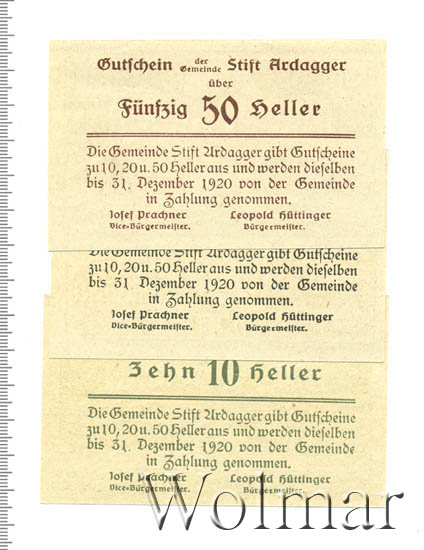 Gutschein der Gemeinde Stift Ardagger
über
Fünfzig 50 Heller
Die Gemeinde Stift Ardagger gibt Gutscheine
zu 10, 20 u. 50 Heller aus und werden dieselben
bis 31. Dezember 1920 von der Gemeinde
in Zahlung genommen.
Josef Prachner Leopold Hüttinger
Vice-Bürgermeister. Bürgermeister.
Die Gemeinde Stift Ardagger gibt Gutscheine
zu 10, 20 u. 50 Heller aus und werden dieselben
bis 31. Dezember 1920 von der Gemeinde
in Zahlung genommen.
Josef Prachner Leopold Hüttinger
Vice-Bürgermeister. Bürgermeister.
Zehn 10 Heller
Die Gemeinde Stift Ardagger gibt Gutscheine
zu 10, 20 u. 50 Heller aus und werden dieselben
bis 31. Dezember 1920 von der Gemeinde
in Zahlung genommen.
Josef Prachner Leopold Hüttinger
Vice-Bürgermeister. Bürgermeister.
Wolmar